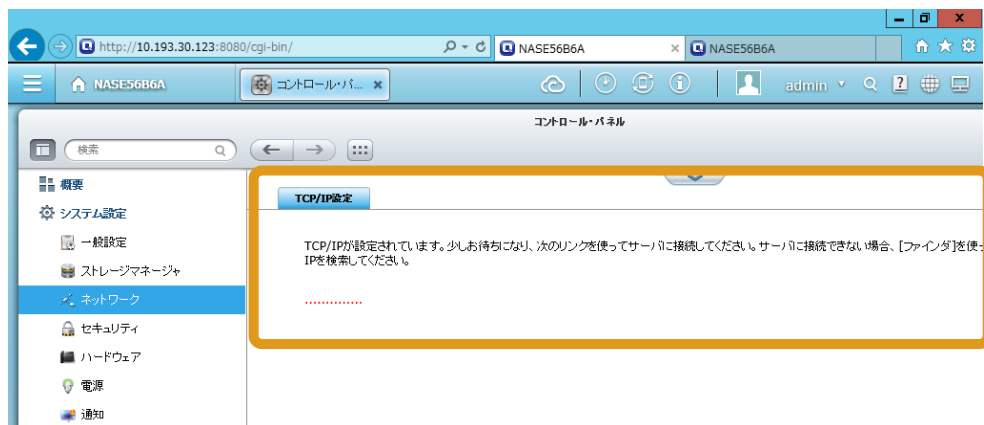 http://10.193.30.123:8080/cgi-bin/
NASE56B6A
NASE56B6A
NASE56B6A
コントロール・パ...
admin
コントロール・パネル
検索
概要
システム設定
一般設定
ストレージマネージャ
ネットワーク
セキュリティ
ハードウェア
電源
通知
TCP/IP設定
TCP/IPが設定されています。少しお待ちになり、次のリンクを使ってサーバに接続してください。サーバに接続できない場合、[ファインダ]を使っ
IPを検索してください。
..............